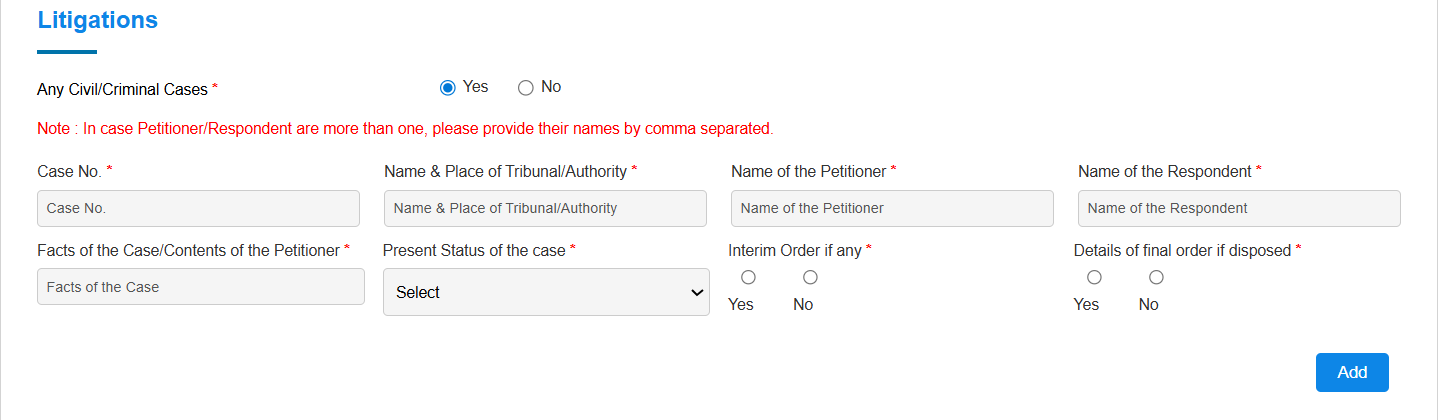 Litigations
Any Civil/Criminal Cases * Yes No
Note : In case Petitioner/Respondent are more than one, please provide their names by comma separated.
Case No. * Name & Place of Tribunal/Authority * Name of the Petitioner * Name of the Respondent *
Case No. Name & Place of Tribunal/Authority Name of the Petitioner Name of the Respondent
Facts of the Case/Contents of the Petitioner * Present Status of the case * Interim Order if any * Details of final order if disposed *
Facts of the Case Select
Yes No Yes No
Add